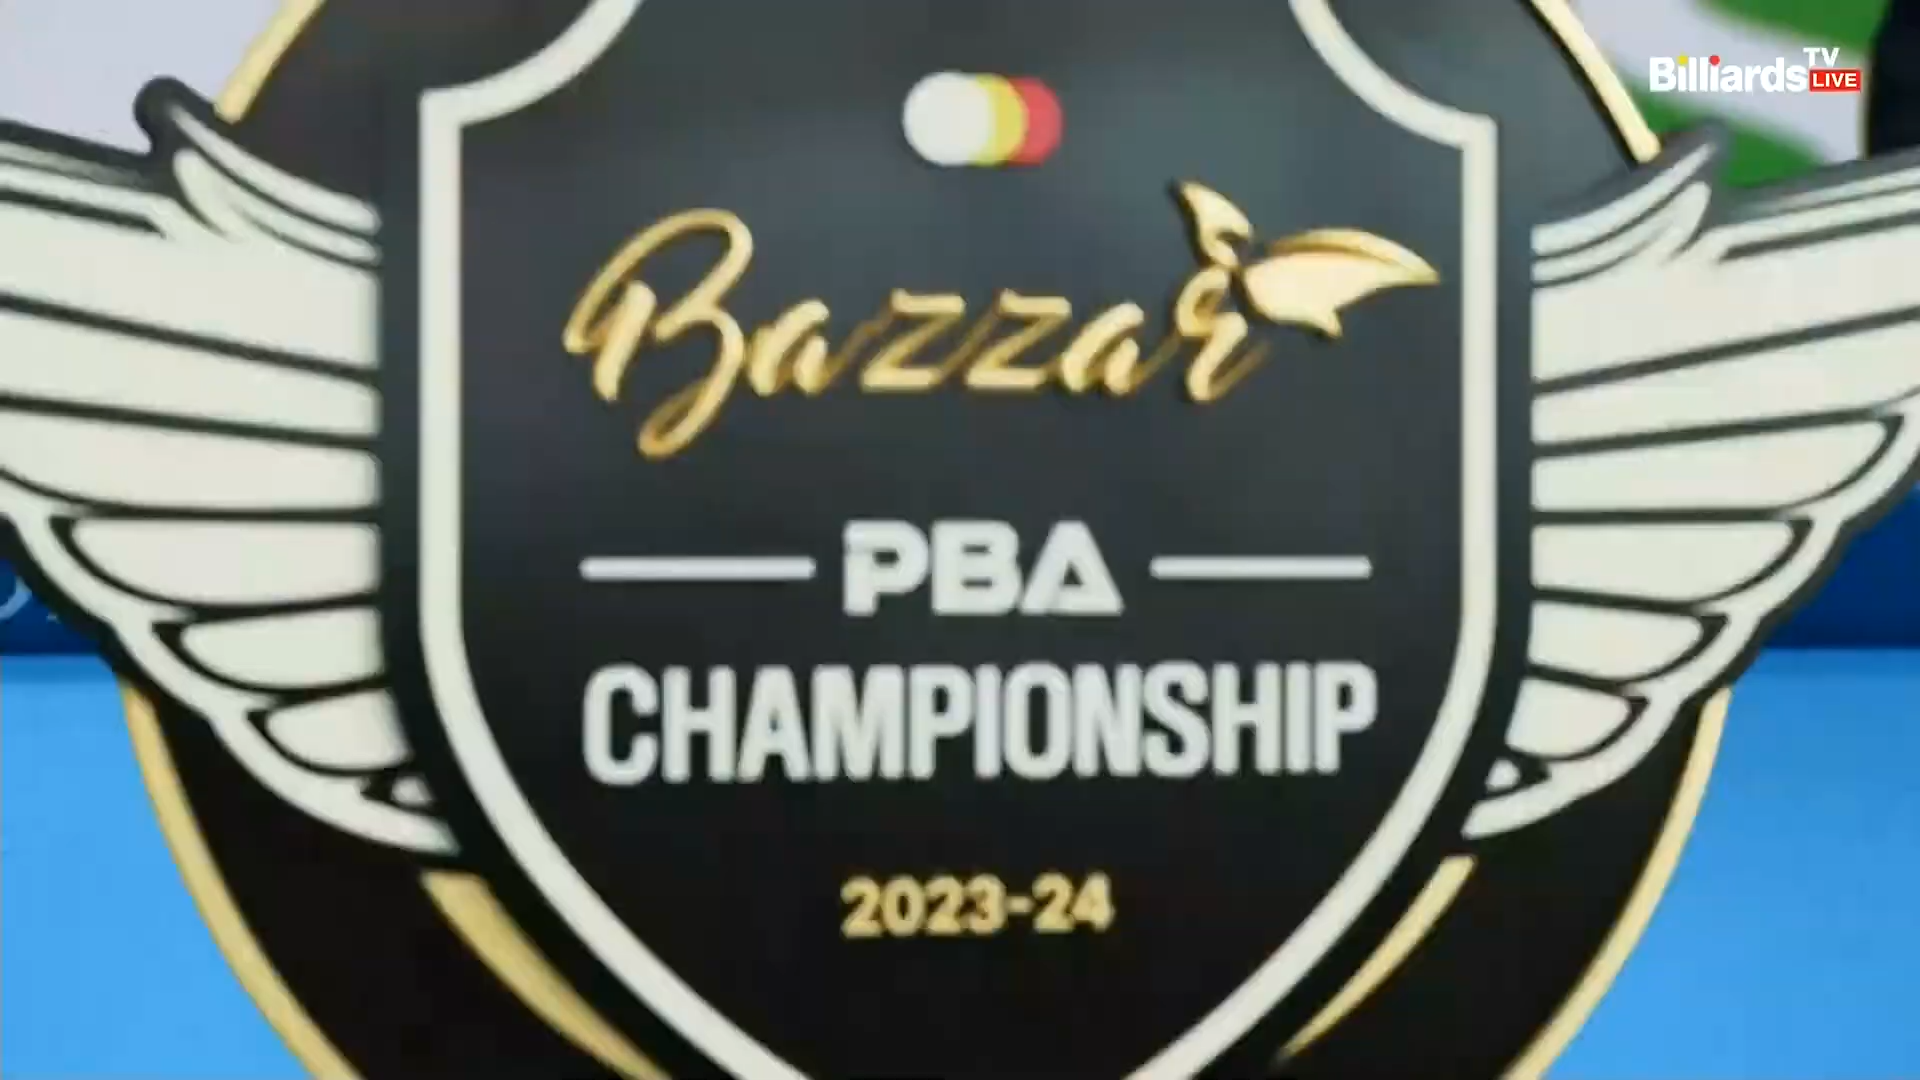 Billiards TV
LIVE
Bazzar
PBA
CHAMPIONSHIP
2023-24